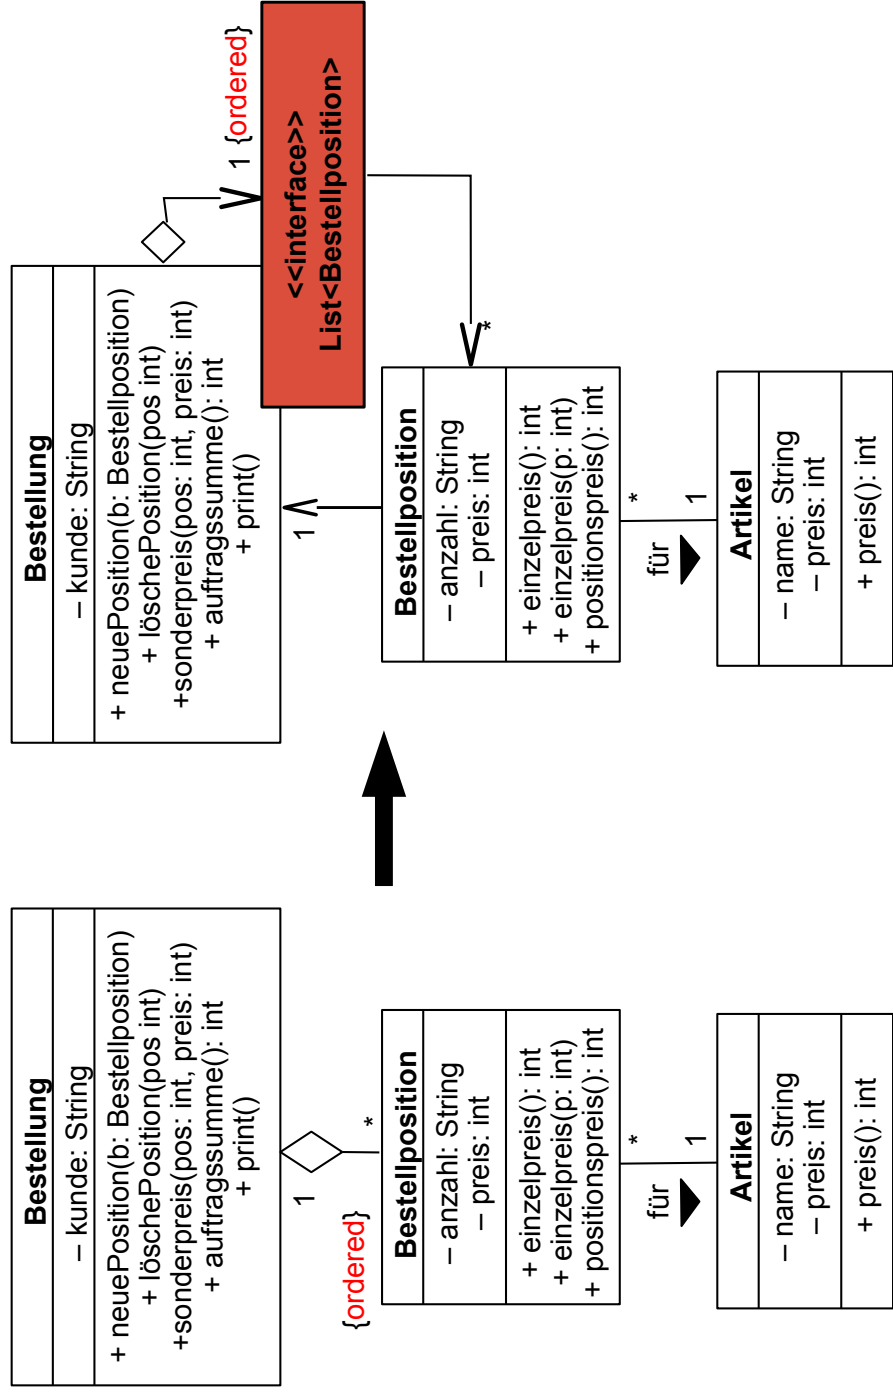 Bestellung
– kunde: String
+ neuePosition(b: Bestellposition)
+ löschePosition(pos int)
+sonderpreis(pos: int, preis: int)
+ auftragssumme(): int
+ print()
1
{ordered}
*
Bestellposition
– anzahl: String
– preis: int
+ einzelpreis(): int
+ einzelpreis(p: int)
+ positionspreis(): int
*
für
1
Artikel
– name: String
– preis: int
+ preis(): int
Bestellung
– kunde: String
+ neuePosition(b: Bestellposition)
+ löschePosition(pos int)
+sonderpreis(pos: int, preis: int)
+ auftragssumme(): int
+ print()
1 {ordered}
<<interface>>
List<Bestellposition>
1
*
Bestellposition
– anzahl: String
– preis: int
+ einzelpreis(): int
+ einzelpreis(p: int)
+ positionspreis(): int
*
für
1
Artikel
– name: String
– preis: int
+ preis(): int